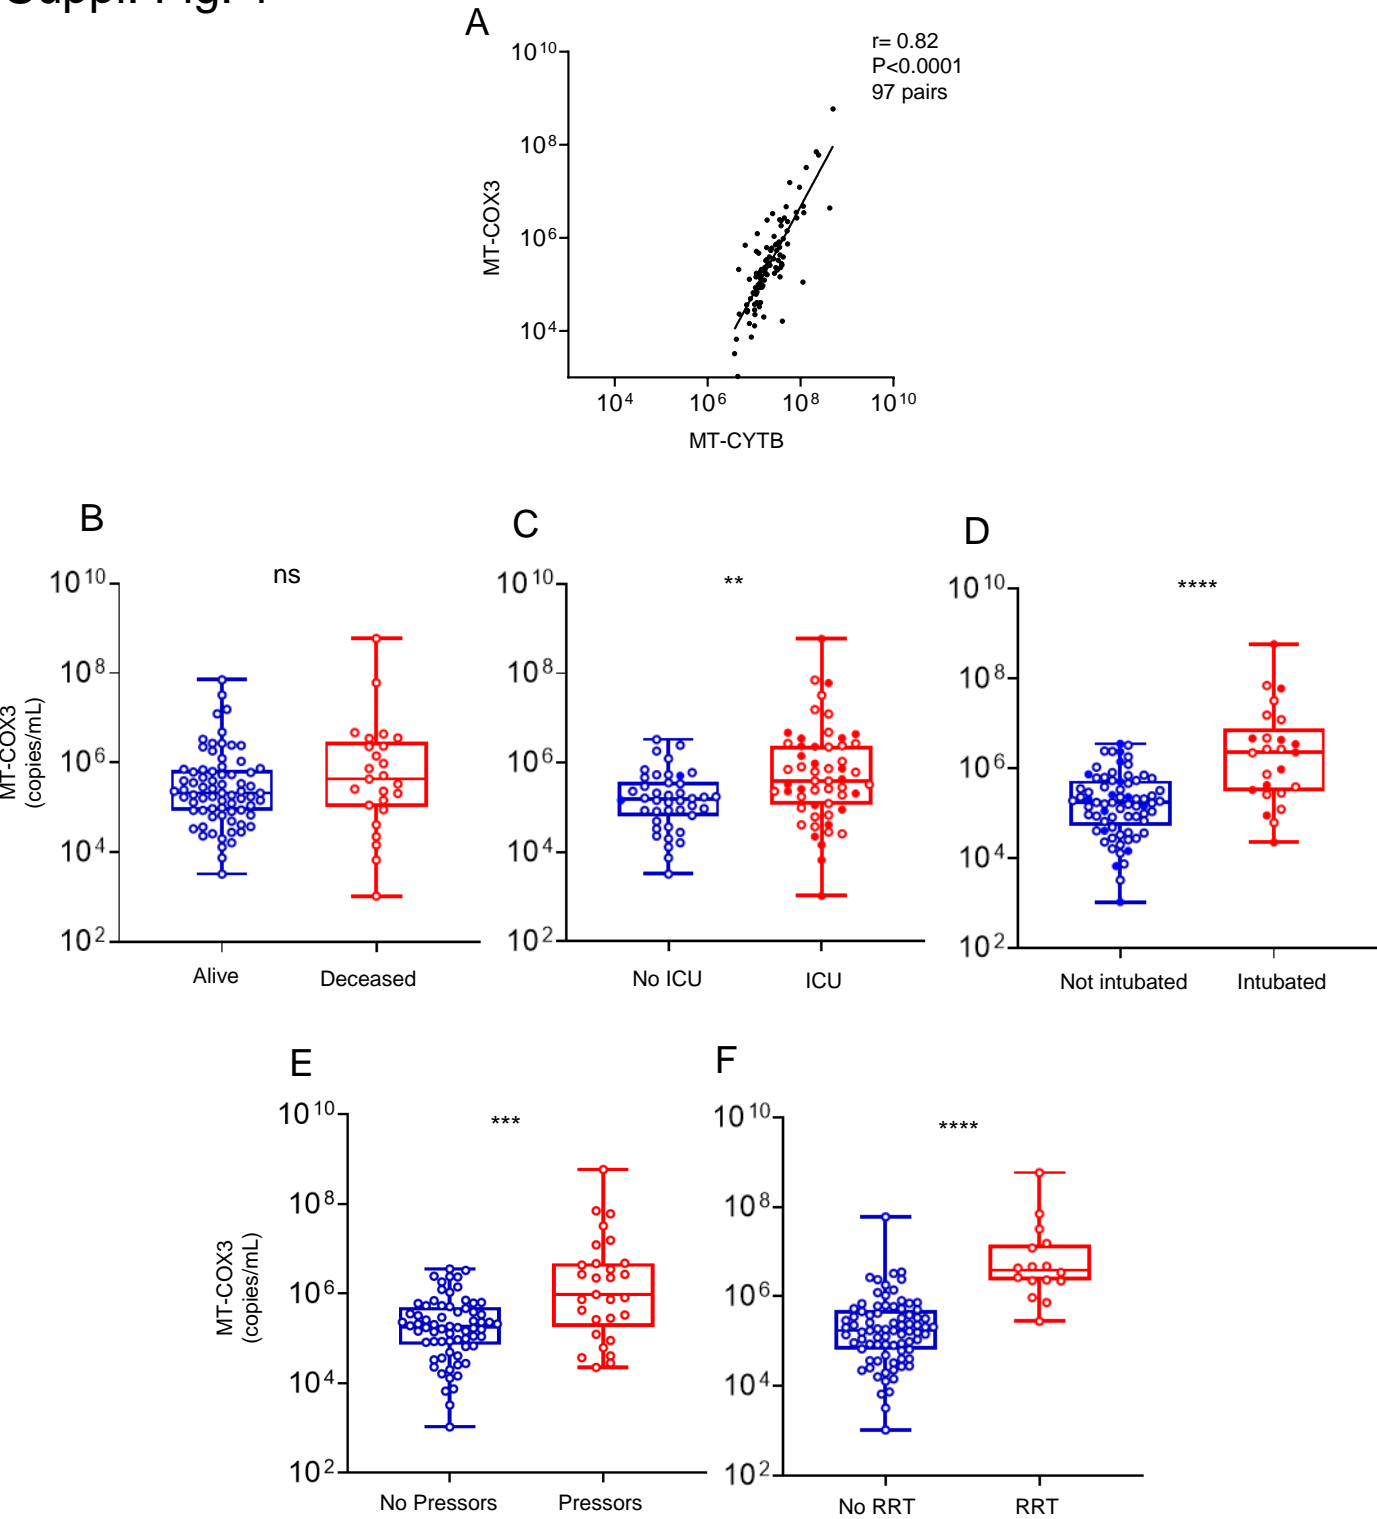 A
r= 0.82
P<0.0001
97 pairs
10^10
10^8
10^6
10^4
MT-COX3
10^4 10^6 10^8 10^10
MT-CYTB
B
ns
10^10
10^8
10^6
10^4
10^2
MT-COX3
(copies/mL)
Alive Deceased
C
**
10^10
10^8
10^6
10^4
10^2
No ICU ICU
D
****
10^10
10^8
10^6
10^4
10^2
Not intubated Intubated
E
***
10^10
10^8
10^6
10^4
10^2
MT-COX3
(copies/mL)
No Pressors Pressors
F
****
10^10
10^8
10^6
10^4
10^2
No RRT RRT